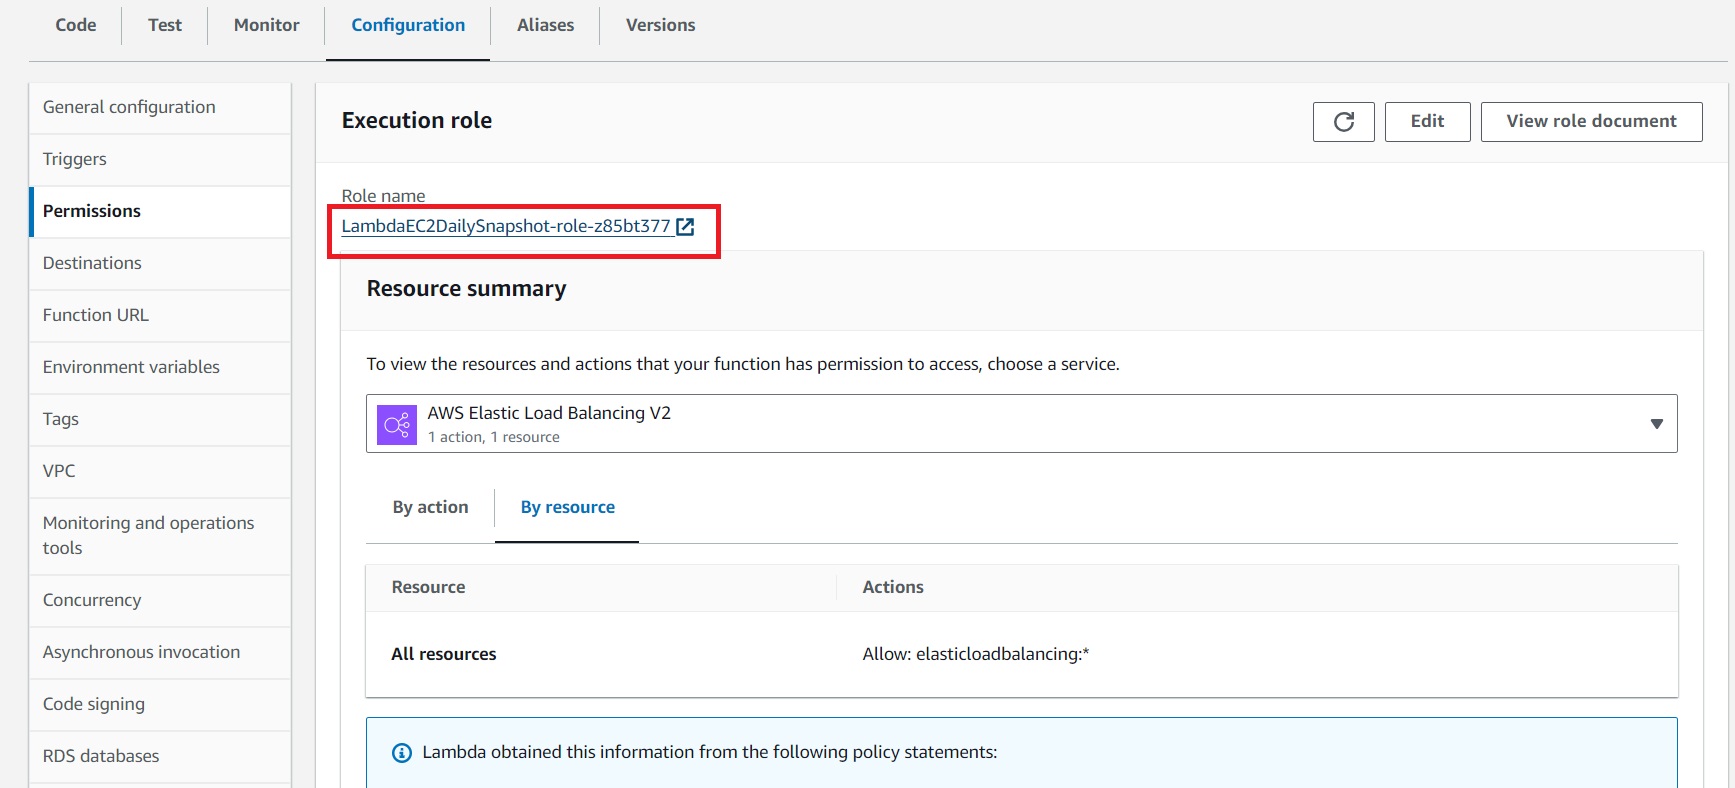 Code
Test
Monitor
Configuration
Aliases
Versions
General configuration
Triggers
Permissions
Destinations
Function URL
Environment variables
Tags
VPC
Monitoring and operations
tools
Concurrency
Asynchronous invocation
Code signing
RDS databases
Execution role
Edit
View role document
Role name
LambdaEC2DailySnapshot-role-z85bt377
Resource summary
To view the resources and actions that your function has permission to access, choose a service.
AWS Elastic Load Balancing V2
1 action, 1 resource
By action
By resource
Resource
Actions
All resources
Allow: elasticloadbalancing:*
Lambda obtained this information from the following policy statements: